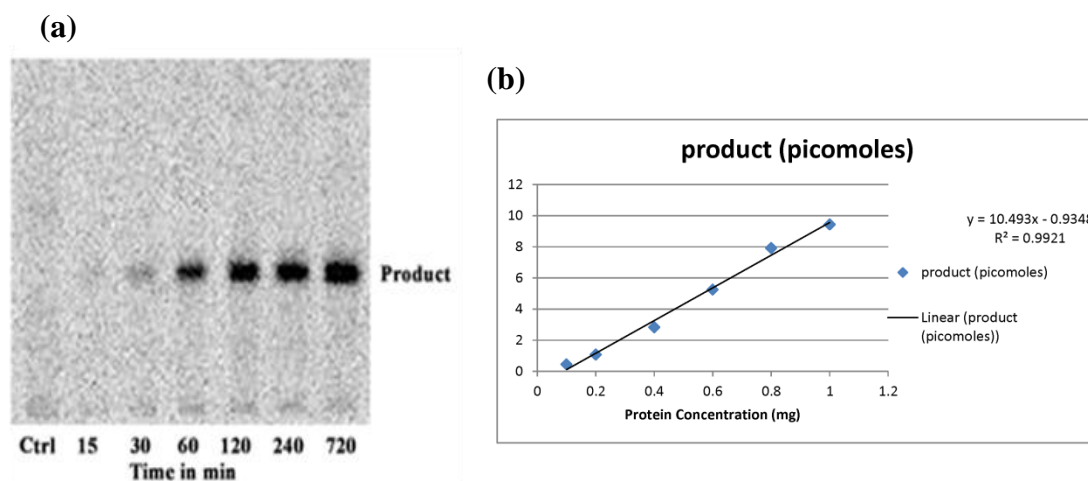 (a)
Product
Ctrl 15 30 60 120 240 720
Time in min
(b)
product (picomoles)
12
10
8
6
4
2
0
0 0.2 0.4 0.6 0.8 1 1.2
Protein Concentration (mg)
y = 10.493x - 0.9348
R² = 0.9921
product (picomoles)
Linear (product
(picomoles))